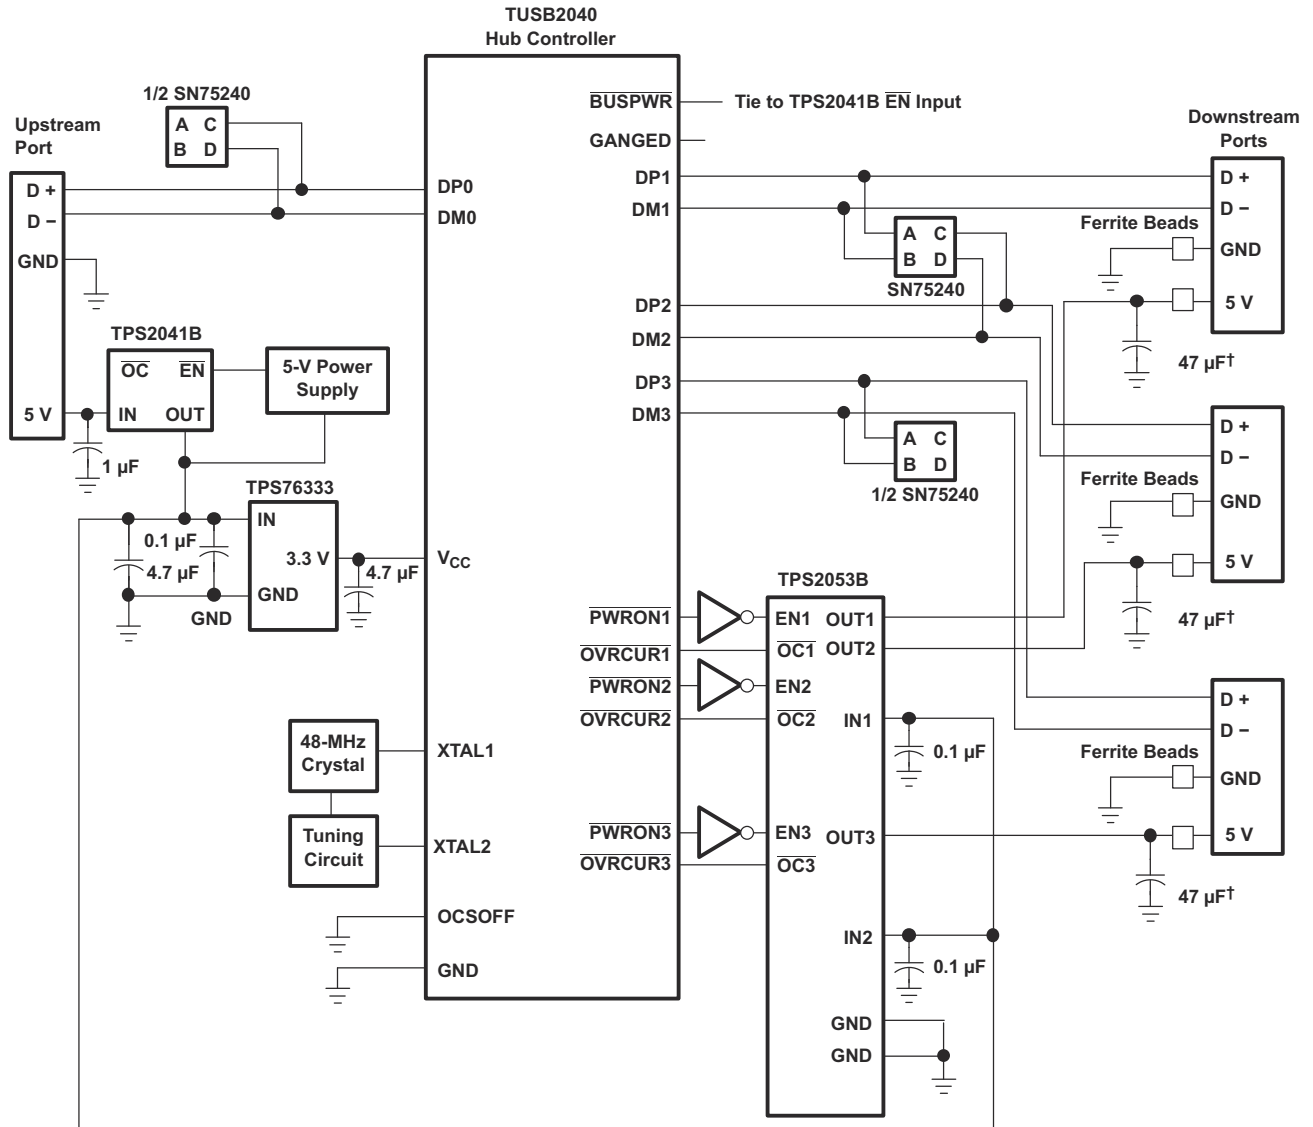 TUSB2040
Hub Controller
1/2 SN75240
A C
B D
Upstream
Port
D +
D −
GND
5 V
BUSPWR
Tie to TPS2041B EN Input
GANGED
DP0
DM0
DP1
DM1
Downstream
Ports
D +
D −
Ferrite Beads
GND
5 V
47 µF†
A C
B D
SN75240
DP2
DM2
DP3
DM3
A C
B D
1/2 SN75240
TPS2041B
OC EN
IN OUT
5-V Power
Supply
1 µF
TPS76333
IN
3.3 V
GND
0.1 µF
4.7 µF
GND
4.7 µF
VCC
D +
D −
Ferrite Beads
GND
5 V
47 µF†
TPS2053B
PWRON1
EN1 OUT1
OVRCUR1
OC1 OUT2
PWRON2
EN2
OVRCUR2
OC2
IN1
0.1 µF
48-MHz
Crystal
XTAL1
Tuning
Circuit
XTAL2
PWRON3
EN3
OUT3
OVRCUR3
OC3
D +
D −
Ferrite Beads
GND
5 V
47 µF†
OCSOFF
GND
IN2
0.1 µF
GND
GND